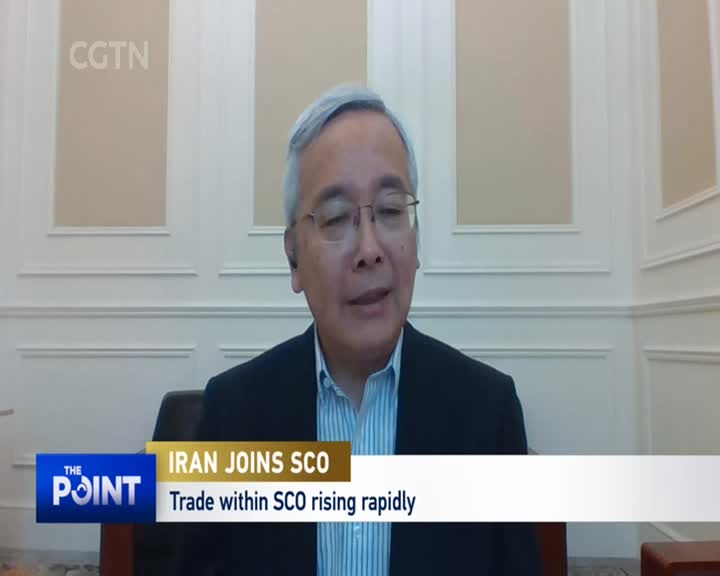 CGTN
IRAN JOINS SCO
THE
POINT
Trade within SCO rising rapidly